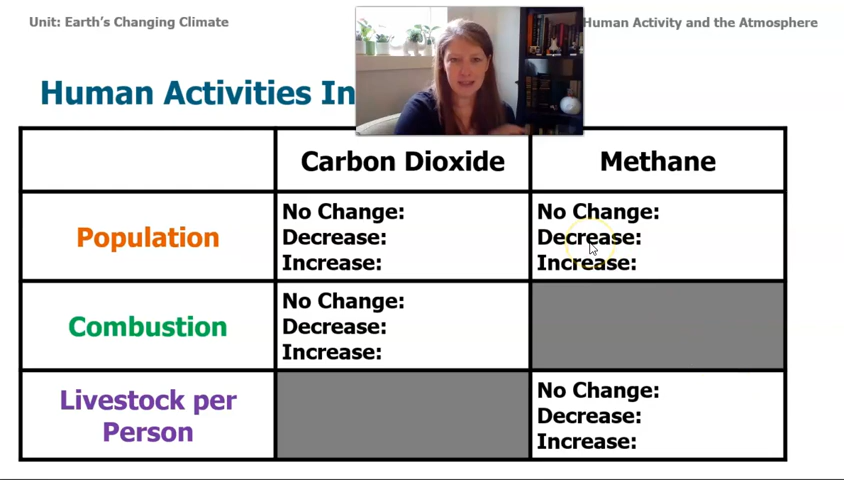 Unit: Earth's Changing Climate
Human Activity and the Atmosphere
Human Activities In
Carbon Dioxide
Methane
Population
No Change:
Decrease:
Increase:
No Change:
Decrease:
Increase:
Combustion
No Change:
Decrease:
Increase:
Livestock per
Person
No Change:
Decrease:
Increase: